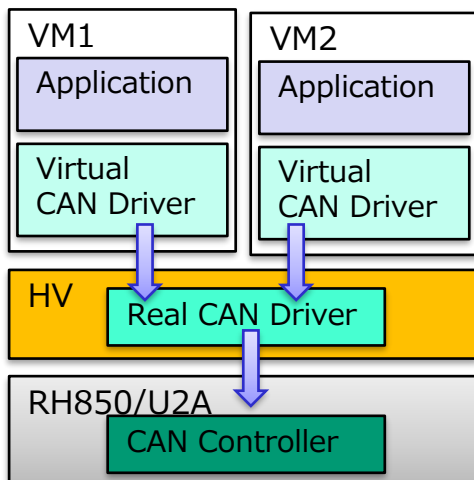 VM1
Application
Virtual
CAN Driver
VM2
Application
Virtual
CAN Driver
HV
Real CAN Driver
RH850/U2A
CAN Controller